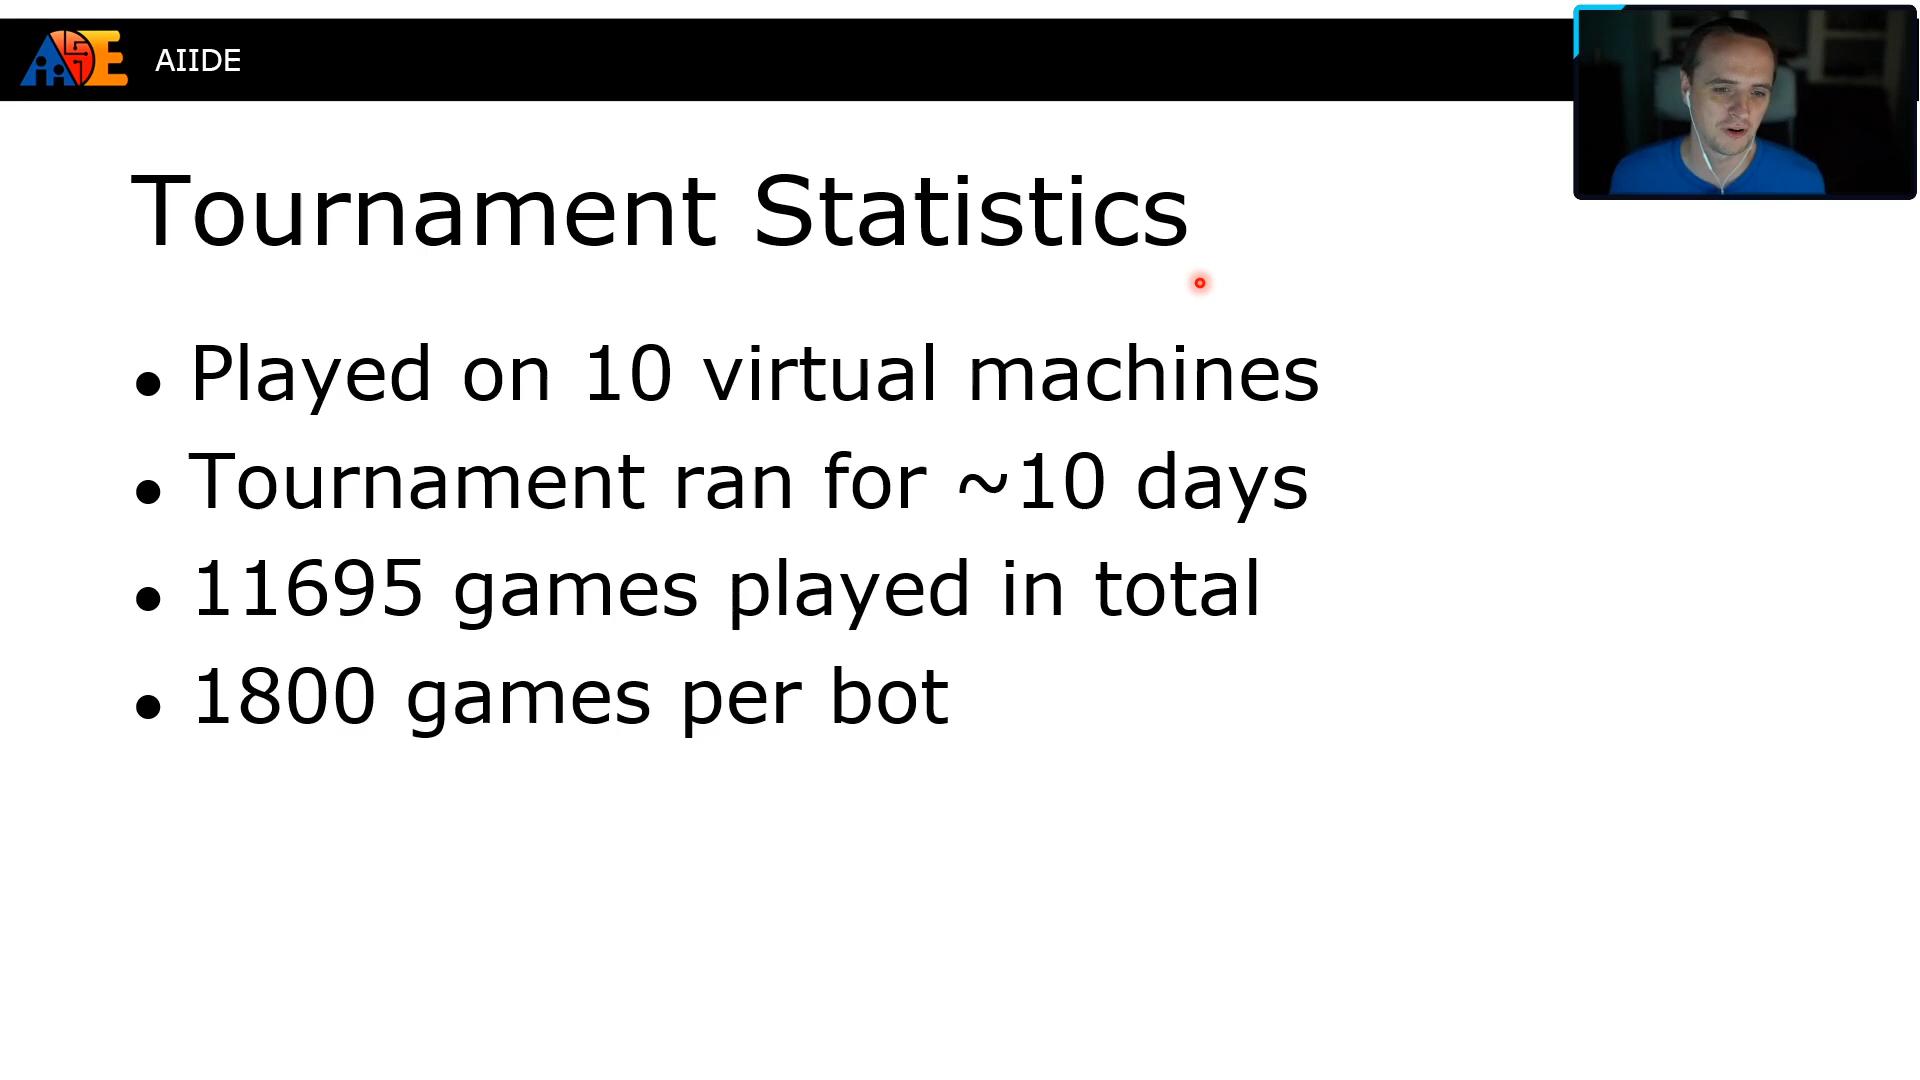 AIIDE
Tournament Statistics
• Played on 10 virtual machines
• Tournament ran for ~10 days
• 11695 games played in total
• 1800 games per bot